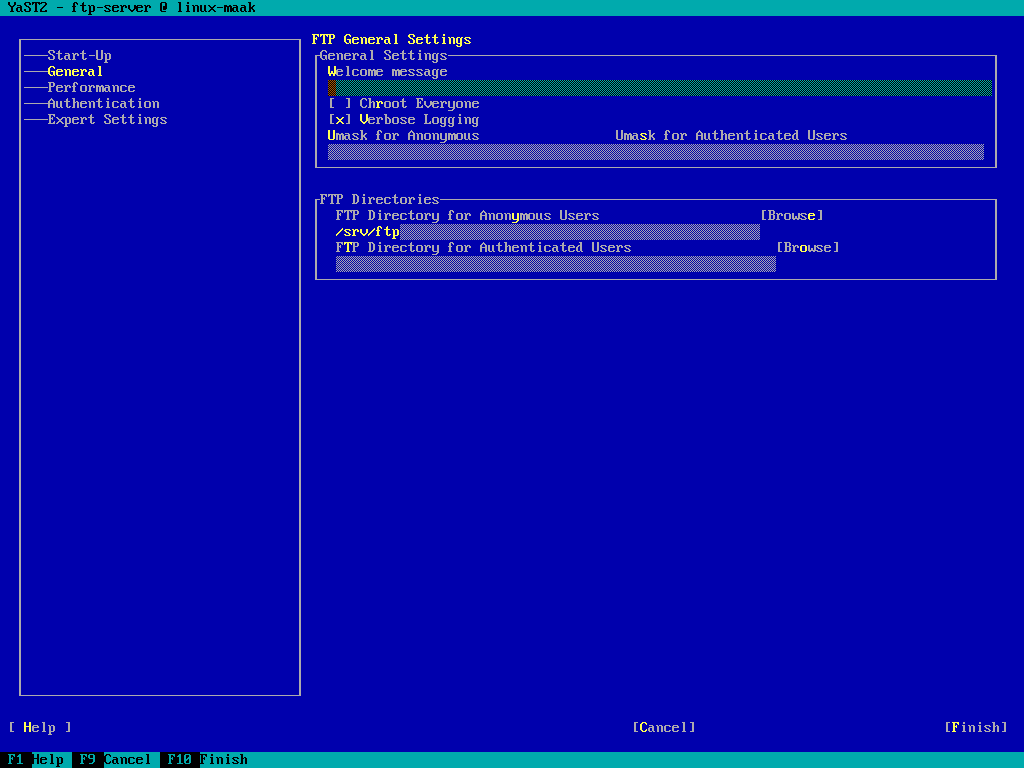 YaST2 - ftp-server @ linux-maak
Start-Up
General
Performance
Authentication
Expert Settings
FTP General Settings
General Settings
Welcome message
[ ] Chroot Everyone
[x] Verbose Logging
Umask for Anonymous Umask for Authenticated Users
FTP Directories
FTP Directory for Anonymous Users [Browse]
/srv/ftp
FTP Directory for Authenticated Users [Browse]
[ Help ] [Cancel] [Finish]
F1 Help F9 Cancel F10 Finish